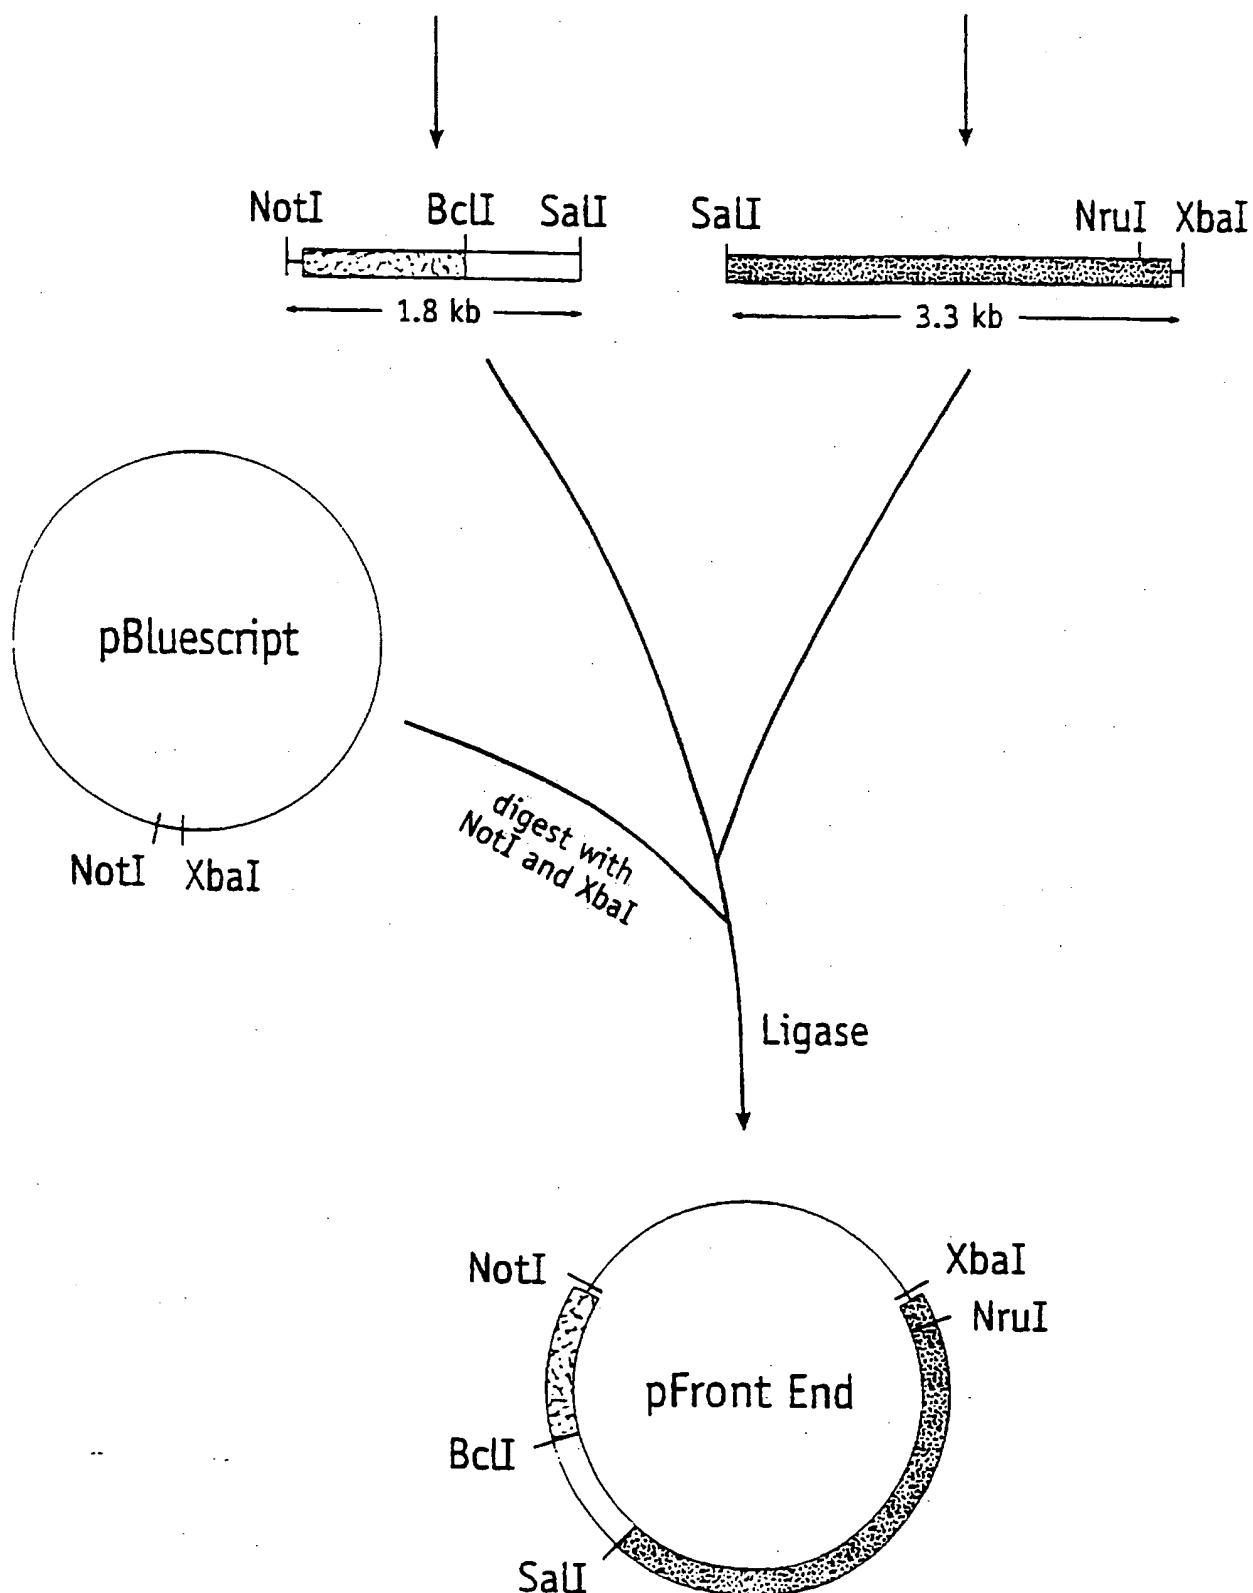 NotI
BclI
SalI
SalI
NruI
XbaI
1.8 kb
3.3 kb
pBluescript
NotI
XbaI
digest with
NotI and XbaI
Ligase
NotI
XbaI
NruI
pFront End
BclI
SalI